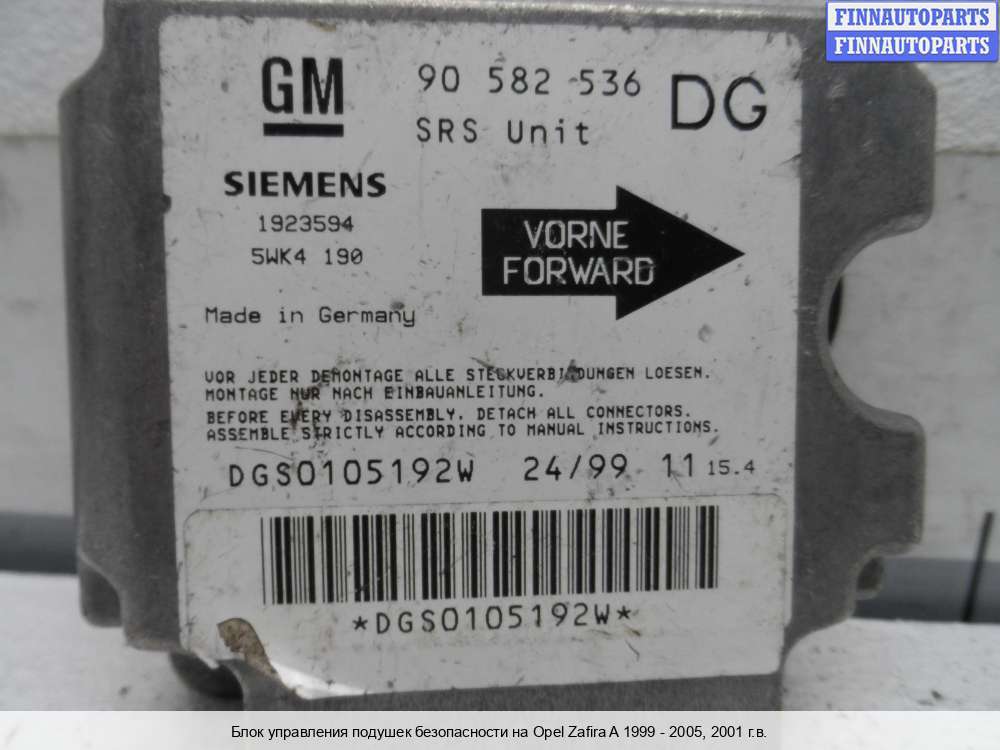 FINNAUTOPARTS
FINNAUTOPARTS
GM
90 582 536
DG
SRS Unit
SIEMENS
1923594
5WK4 190
VORNE
FORWARD
Made in Germany
VOR JEDER DEMONTAGE ALLE STECKVERBINDUNGEN LOESEN.
MONTAGE NUR NACH EINBAUANLEITUNG.
BEFORE EVERY DISASSEMBLY, DETACH ALL CONNECTORS.
ASSEMBLE STRICTLY ACCORDING TO MANUAL INSTRUCTIONS.
DGS0105192W 24/99 11 15.4
*DGS0105192W*
Блок управления подушек безопасности на Opel Zafira A 1999 - 2005, 2001 г.в.